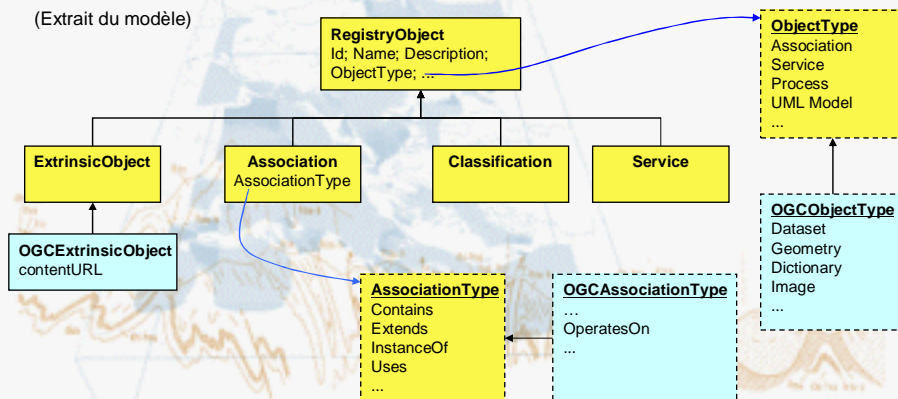 (Extrait du modèle)
RegistryObject
Id; Name; Description;
ObjectType; ...
ObjectType
Association
Service
Process
UML Model
...
ExtrinsicObject
Association
AssociationType
Classification
Service
OGCExtrinsicObject
contentURL
OGCObjectType
Dataset
Geometry
Dictionary
Image
...
AssociationType
Contains
Extends
InstanceOf
Uses
...
OGCAssociationType
…
OperatesOn
...